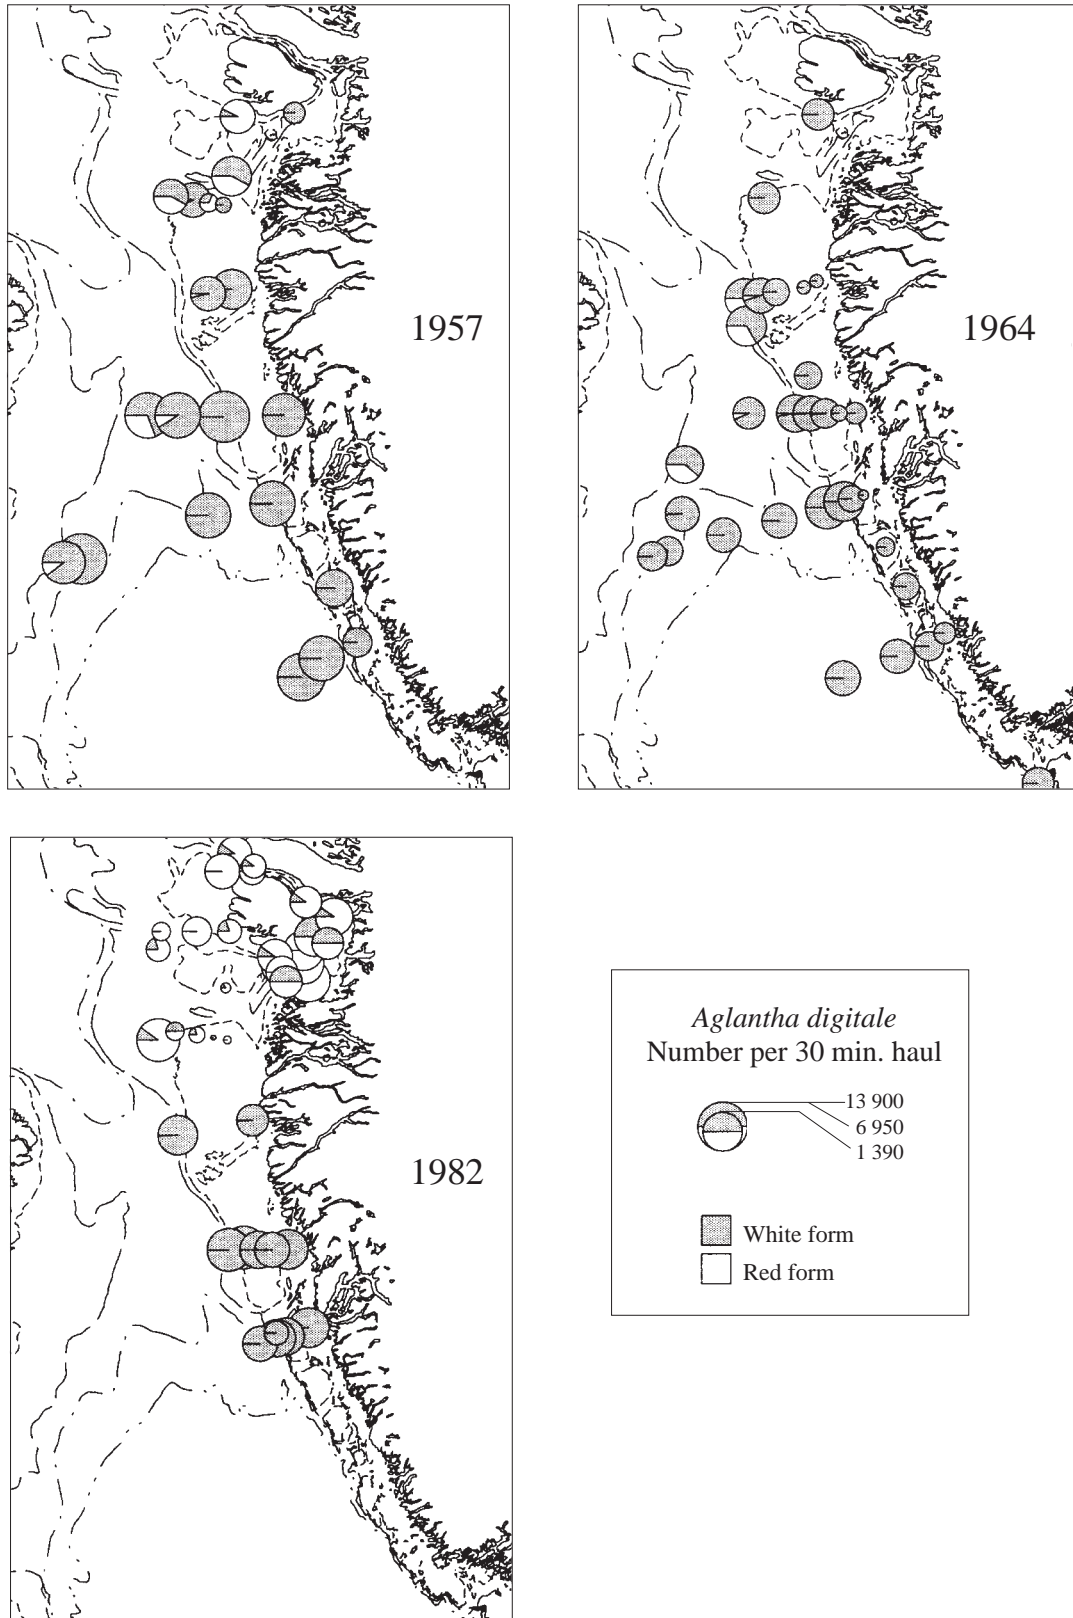 1957
1964
1982
Aglantha digitale
Number per 30 min. haul
13 900
6 950
1 390
White form
Red form